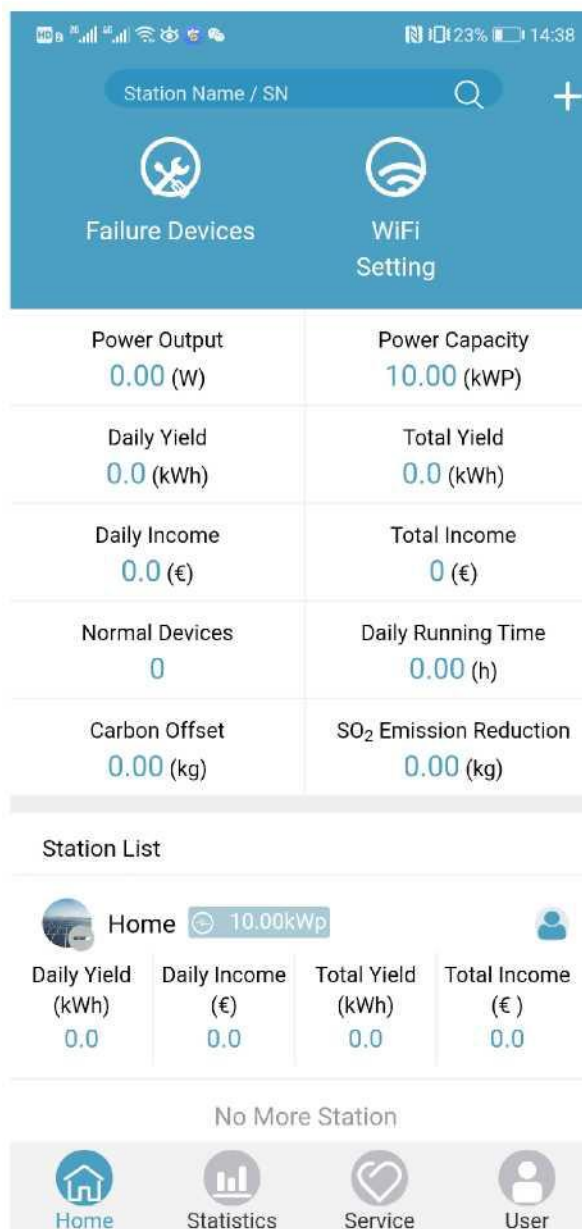 23% 14:38
Station Name / SN
Failure Devices
WiFi
Setting
Power Output
0.00 (W)
Power Capacity
10.00 (kWP)
Daily Yield
0.0 (kWh)
Total Yield
0.0 (kWh)
Daily Income
0.0 (€)
Total Income
0 (€)
Normal Devices
0
Daily Running Time
0.00 (h)
Carbon Offset
0.00 (kg)
SO₂ Emission Reduction
0.00 (kg)
Station List
Home 10.00kWp
Daily Yield
(kWh)
0.0
Daily Income
(€)
0.0
Total Yield
(kWh)
0.0
Total Income
(€ )
0.0
No More Station
Home
Statistics
Service
User